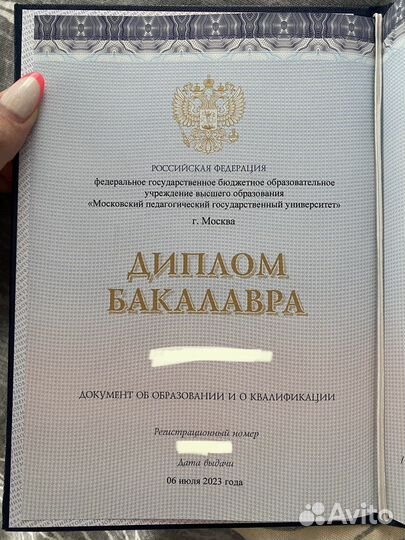 РОССИЙСКАЯ ФЕДЕРАЦИЯ
федеральное государственное бюджетное образовательное
учреждение высшего образования
«Московский педагогический государственный университет»
г. Москва
ДИПЛОМ
БАКАЛАВРА
ДОКУМЕНТ ОБ ОБРАЗОВАНИИ И О КВАЛИФИКАЦИИ
Регистрационный номер
Дата выдачи
06 июля 2023 года
Avito